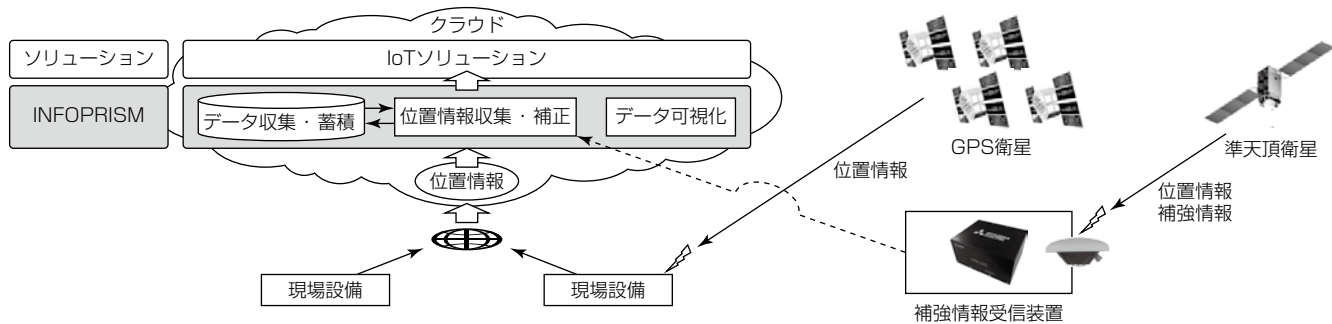 クラウド
ソリューション
IoTソリューション
INFOPRISM
データ収集・蓄積
位置情報収集・補正
データ可視化
位置情報
現場設備
現場設備
位置情報
GPS衛星
準天頂衛星
位置情報
補強情報
補強情報受信装置